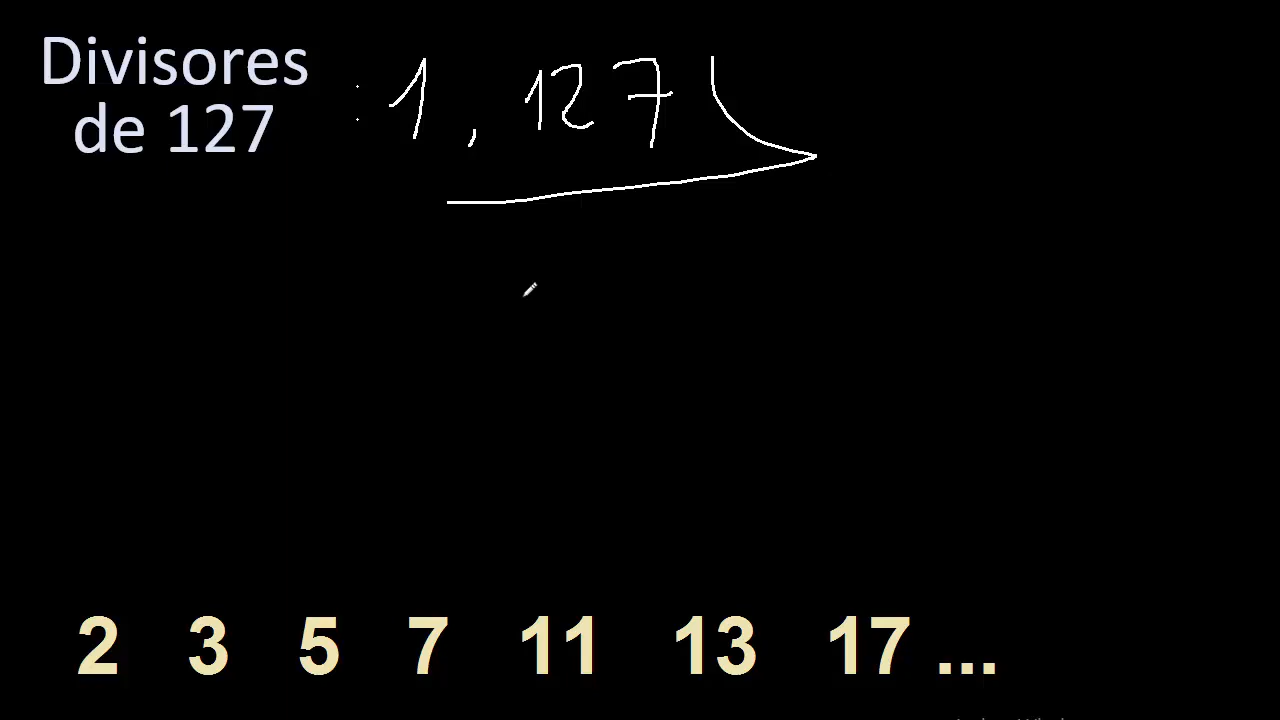 Divisores
de 127
: 1, 127
2 3 5 7 11 13 17 ...